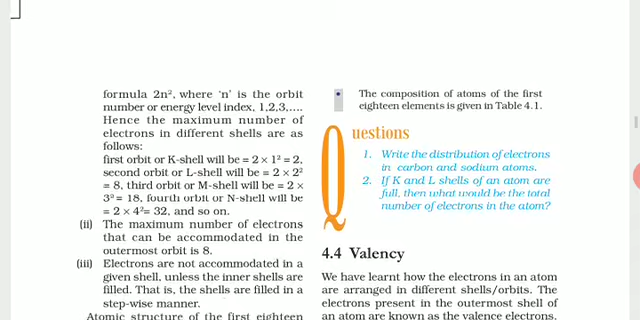 formula 2n², where 'n' is the orbit
number or energy level index, 1,2,3,....
Hence the maximum number of
electrons in different shells are as
follows:
first orbit or K-shell will be = 2 × 1² = 2,
second orbit or L-shell will be = 2 × 2²
= 8, third orbit or M-shell will be = 2 ×
3² = 18, fourth orbit or N-shell will be
= 2 × 4²= 32, and so on.
(ii) The maximum number of electrons
that can be accommodated in the
outermost orbit is 8.
(iii) Electrons are not accommodated in a
given shell, unless the inner shells are
filled. That is, the shells are filled in a
step-wise manner.
Atomic structure of the first eighteen
• The composition of atoms of the first
eighteen elements is given in Table 4.1.
Questions
1. Write the distribution of electrons
in carbon and sodium atoms.
2. If K and L shells of an atom are
full, then what would be the total
number of electrons in the atom?
4.4 Valency
We have learnt how the electrons in an atom
are arranged in different shells/orbits. The
electrons present in the outermost shell of
an atom are known as the valence electrons.